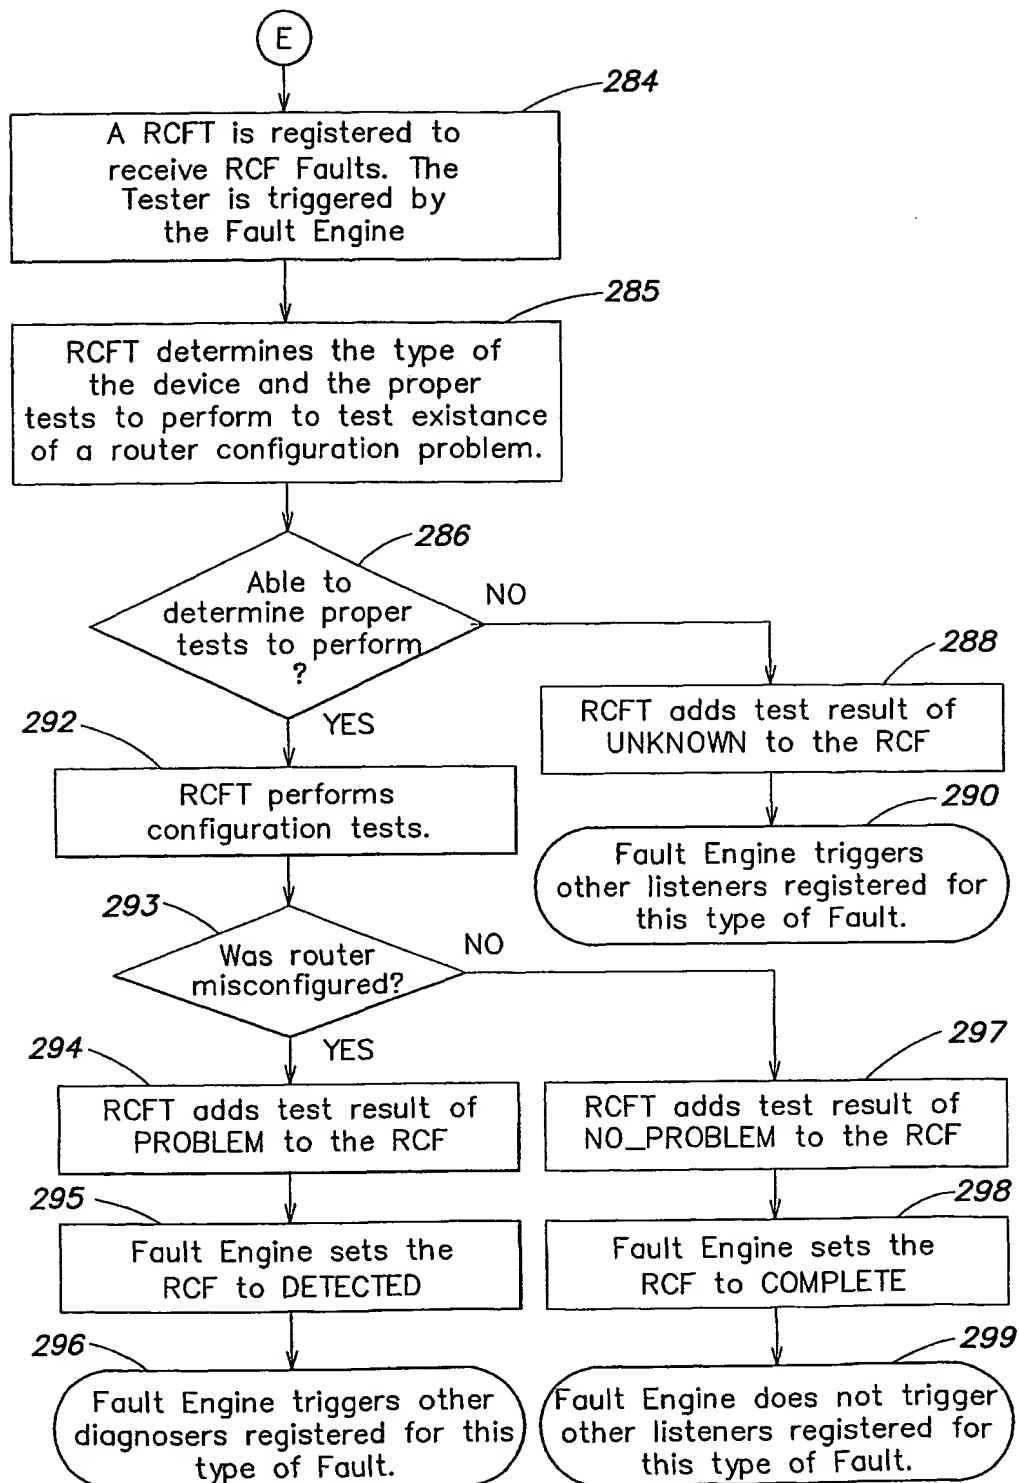 E
284
A RCFT is registered to
receive RCF Faults. The
Tester is triggered by
the Fault Engine
285
RCFT determines the type of
the device and the proper
tests to perform to test existance
of a router configuration problem.
286
Able to
determine proper
tests to perform
?
NO
YES
288
RCFT adds test result of
UNKNOWN to the RCF
290
Fault Engine triggers
other listeners registered for
this type of Fault.
292
RCFT performs
configuration tests.
293
Was router
misconfigured?
NO
YES
294
RCFT adds test result of
PROBLEM to the RCF
295
Fault Engine sets the
RCF to DETECTED
296
Fault Engine triggers other
diagnosers registered for this
type of Fault.
297
RCFT adds test result of
NO_PROBLEM to the RCF
298
Fault Engine sets the
RCF to COMPLETE
299
Fault Engine does not trigger
other listeners registered for
this type of Fault.